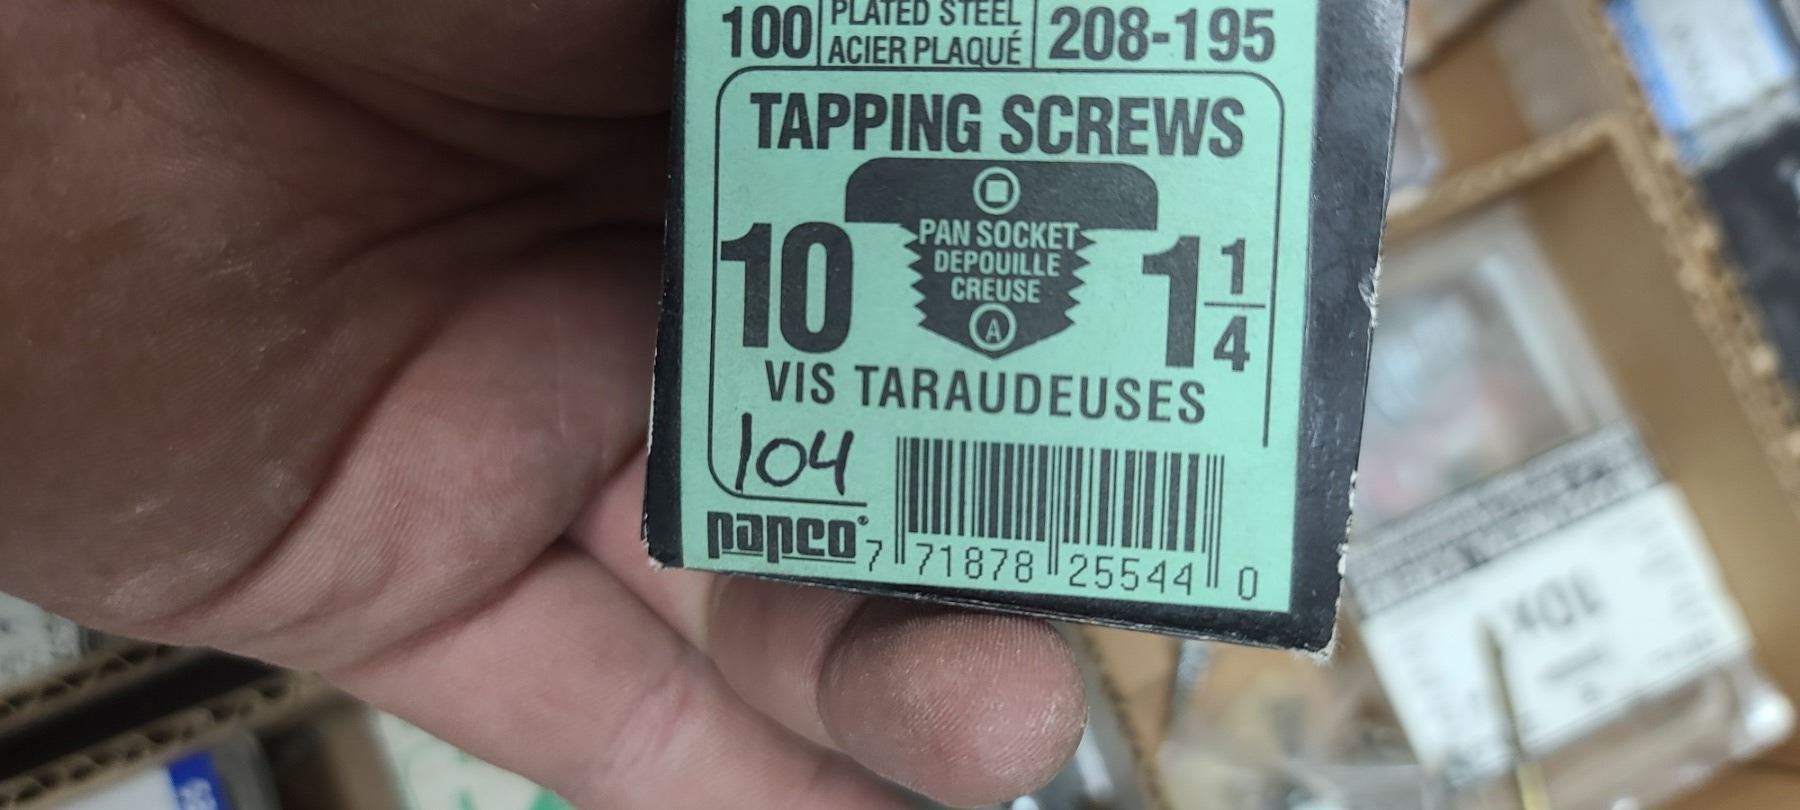 100 PLATED STEEL 208-195
ACIER PLAQUÉ
TAPPING SCREWS
10 PAN SOCKET 1 1/4
DEPOUILLE
CREUSE
A
VIS TARAUDEUSES
104
papco®
7 71878 25544 0